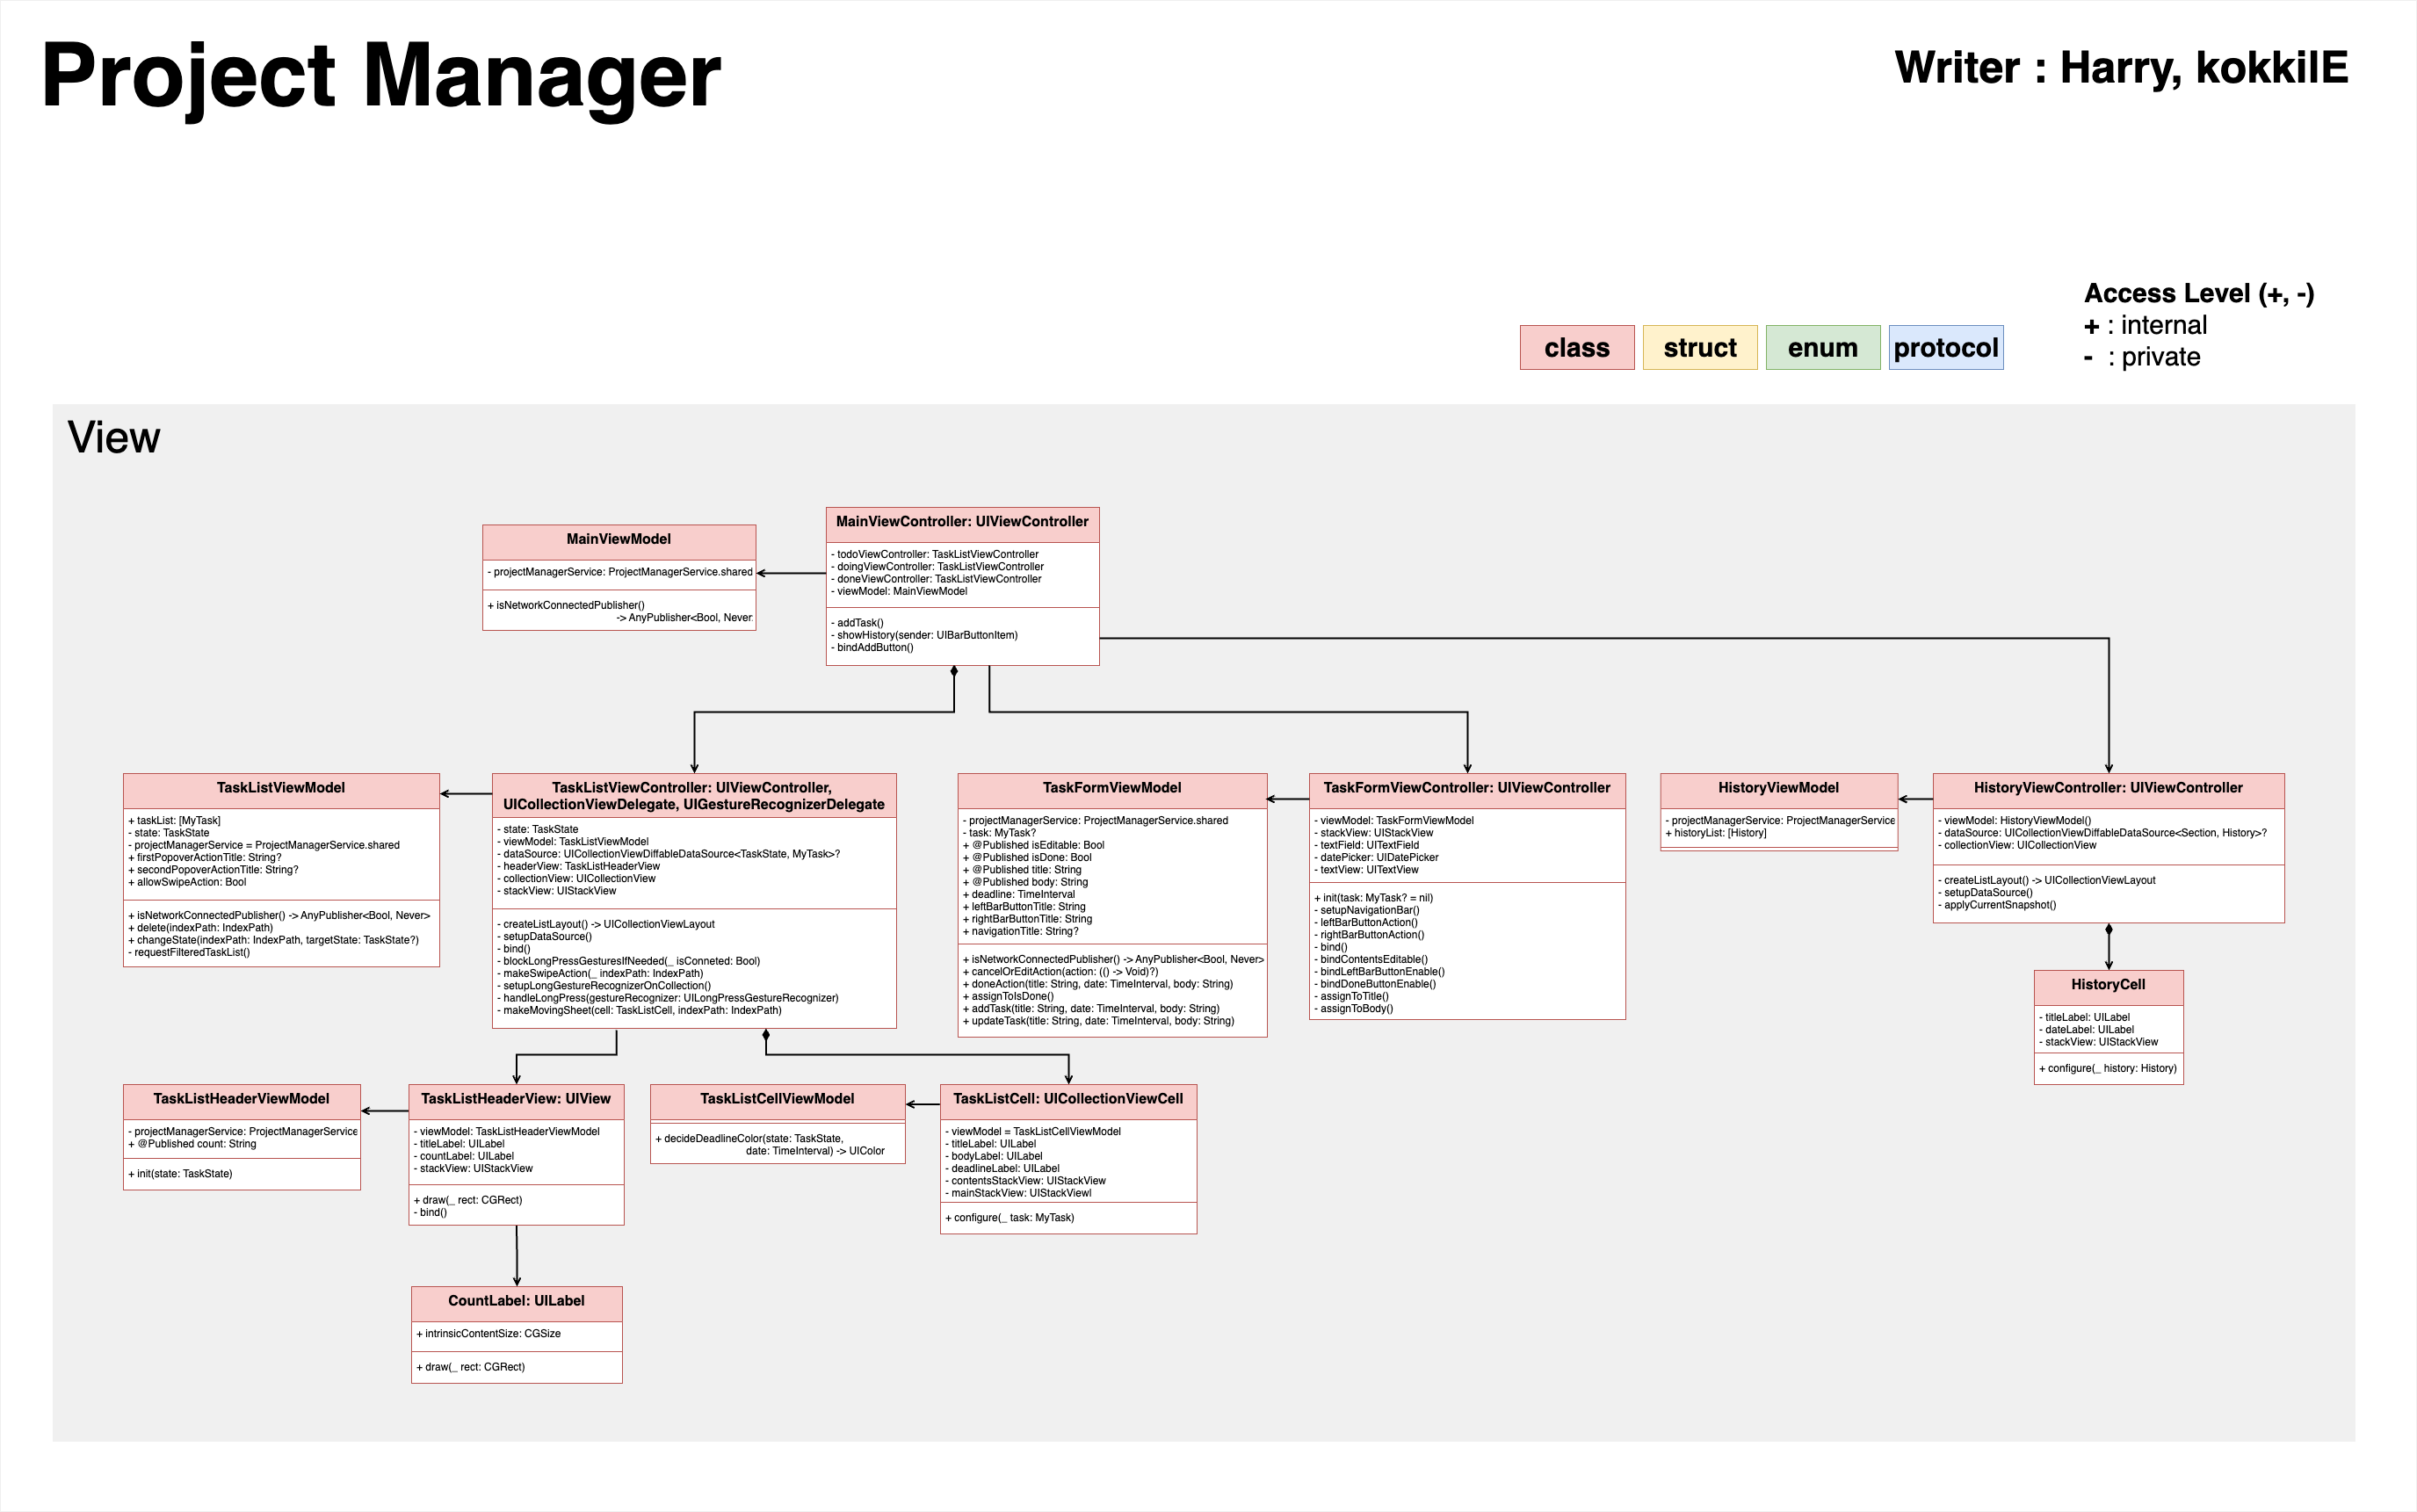 Project Manager
Writer : Harry, kokkilE
Access Level (+, -)
+ : internal
- : private
class
struct
enum
protocol
View
MainViewModel
- projectManagerService: ProjectManagerService.shared
+ isNetworkConnectedPublisher()
-> AnyPublisher<Bool, Never
MainViewController: UIViewController
- todoViewController: TaskListViewController
- doingViewController: TaskListViewController
- doneViewController: TaskListViewController
- viewModel: MainViewModel
- addTask()
- showHistory(sender: UIBarButtonItem)
- bindAddButton()
TaskListViewModel
+ taskList: [MyTask]
- state: TaskState
- projectManagerService = ProjectManagerService.shared
+ firstPopoverActionTitle: String?
+ secondPopoverActionTitle: String?
+ allowSwipeAction: Bool
+ isNetworkConnectedPublisher() -> AnyPublisher<Bool, Never>
+ delete(indexPath: IndexPath)
+ changeState(indexPath: IndexPath, targetState: TaskState?)
- requestFilteredTaskList()
TaskListViewController: UIViewController,
UICollectionViewDelegate, UIGestureRecognizerDelegate
- state: TaskState
- viewModel: TaskListViewModel
- dataSource: UICollectionViewDiffableDataSource<TaskState, MyTask>?
- headerView: TaskListHeaderView
- collectionView: UICollectionView
- stackView: UIStackView
- createListLayout() -> UICollectionViewLayout
- setupDataSource()
- bind()
- blockLongPressGesturesIfNeeded(_ isConneted: Bool)
- makeSwipeAction(_ indexPath: IndexPath)
- setupLongGestureRecognizerOnCollection()
- handleLongPress(gestureRecognizer: UILongPressGestureRecognizer)
- makeMovingSheet(cell: TaskListCell, indexPath: IndexPath)
TaskFormViewModel
- projectManagerService: ProjectManagerService.shared
- task: MyTask?
+ @Published isEditable: Bool
+ @Published isDone: Bool
+ @Published title: String
+ @Published body: String
+ deadline: TimeInterval
+ leftBarButtonTitle: String
+ rightBarButtonTitle: String
+ navigationTitle: String?
+ isNetworkConnectedPublisher() -> AnyPublisher<Bool, Never>
+ cancelOrEditAction(action: (() -> Void)?)
+ doneAction(title: String, date: TimeInterval, body: String)
+ assignToIsDone()
+ addTask(title: String, date: TimeInterval, body: String)
+ updateTask(title: String, date: TimeInterval, body: String)
TaskFormViewController: UIViewController
- viewModel: TaskFormViewModel
- stackView: UIStackView
- textField: UITextField
- datePicker: UIDatePicker
- textView: UITextView
+ init(task: MyTask? = nil)
- setupNavigationBar()
- leftBarButtonAction()
- rightBarButtonAction()
- bind()
- bindContentsEditable()
- bindLeftBarButtonEnable()
- bindDoneButtonEnable()
- assignToTitle()
- assignToBody()
HistoryViewModel
- projectManagerService: ProjectManagerService
+ historyList: [History]
HistoryViewController: UIViewController
- viewModel: HistoryViewModel()
- dataSource: UICollectionViewDiffableDataSource<Section, History>?
- collectionView: UICollectionView
- createListLayout() -> UICollectionViewLayout
- setupDataSource()
- applyCurrentSnapshot()
HistoryCell
- titleLabel: UILabel
- dateLabel: UILabel
- stackView: UIStackView
+ configure(_ history: History)
TaskListHeaderViewModel
- projectManagerService: ProjectManagerService
+ @Published count: String
+ init(state: TaskState)
TaskListHeaderView: UIView
- viewModel: TaskListHeaderViewModel
- titleLabel: UILabel
- countLabel: UILabel
- stackView: UIStackView
+ draw(_ rect: CGRect)
- bind()
TaskListCellViewModel
+ decideDeadlineColor(state: TaskState,
date: TimeInterval) -> UIColor
TaskListCell: UICollectionViewCell
- viewModel = TaskListCellViewModel
- titleLabel: UILabel
- bodyLabel: UILabel
- deadlineLabel: UILabel
- contentsStackView: UIStackView
- mainStackView: UIStackViewl
+ configure(_ task: MyTask)
CountLabel: UILabel
+ intrinsicContentSize: CGSize
+ draw(_ rect: CGRect)